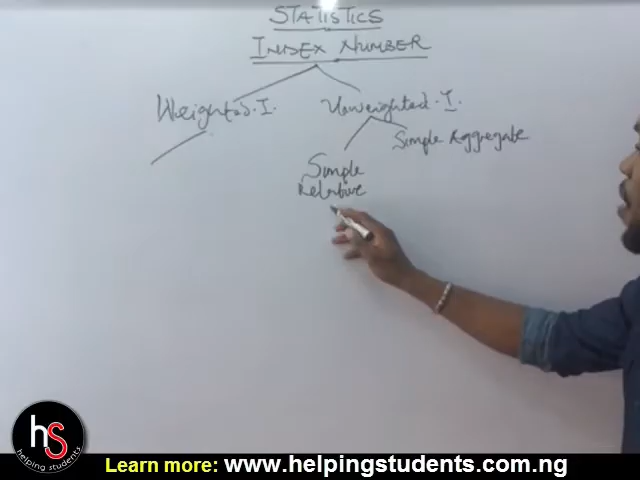 STATISTICS
INDEX NUMBER
Weighted.I.
Unweighted.I.
Simple Aggregate
Simple
Relative
hs
helping students
Learn more: www.helpingstudents.com.ng